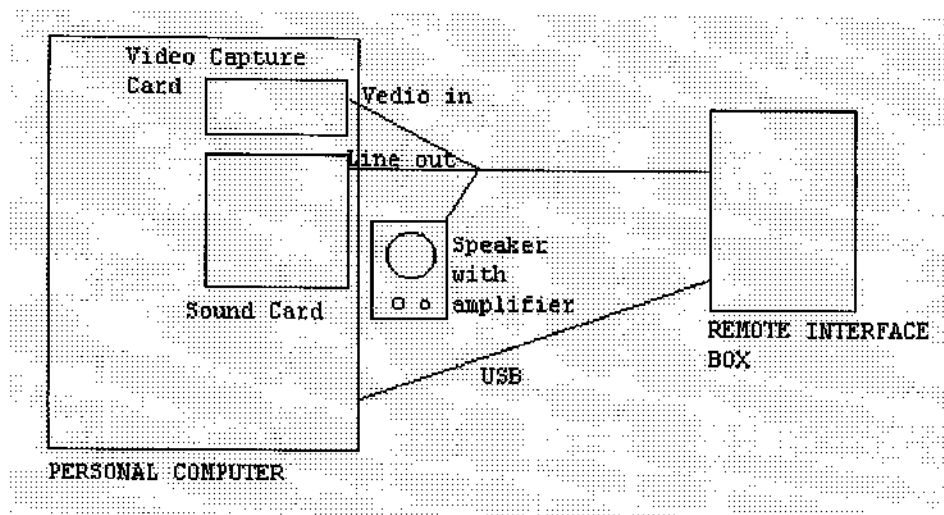 Video Capture
Card
Vedio in
Line out
Speaker
with
amplifier
Sound Card
REMOTE INTERFACE
BOX
USB
PERSONAL COMPUTER